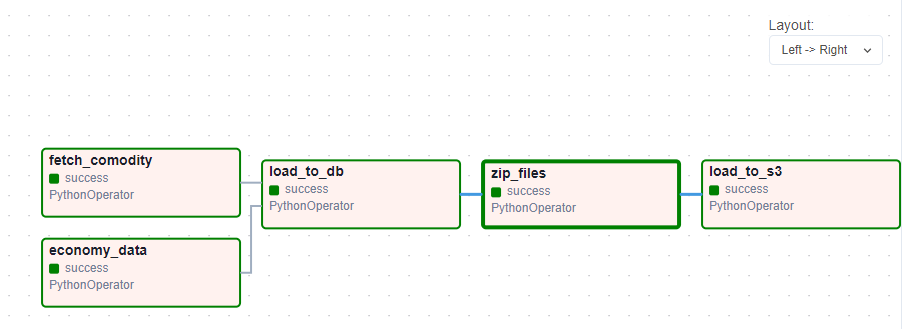 Layout:
Left -> Right
fetch_comodity
success
PythonOperator
economy_data
success
PythonOperator
load_to_db
success
PythonOperator
zip_files
success
PythonOperator
load_to_s3
success
PythonOperator